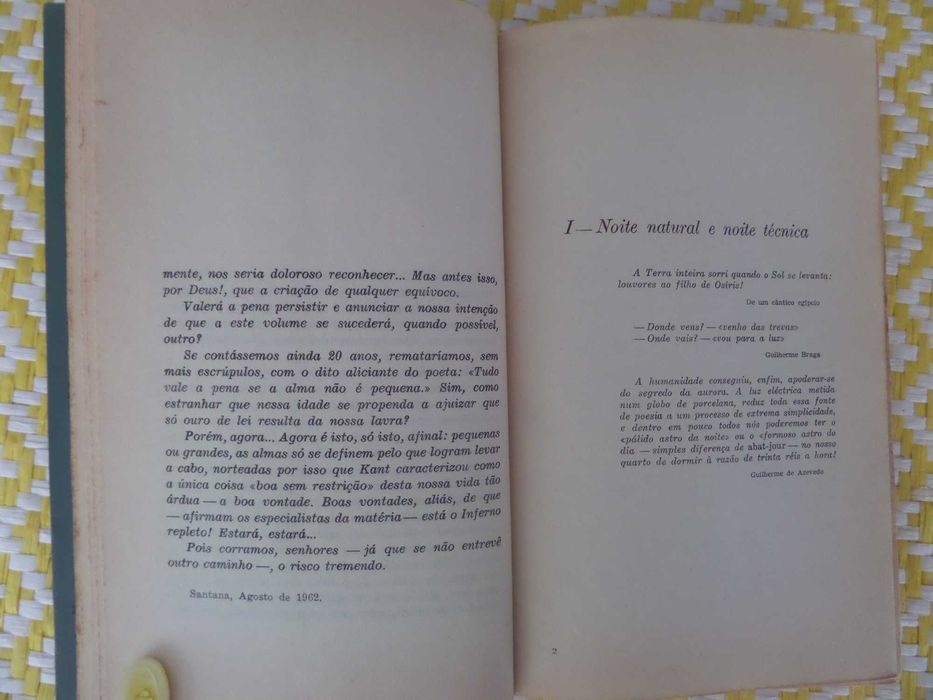 mente, nos seria doloroso reconhecer... Mas antes isso,
por Deus!, que a criação de qualquer equívoco.
Valerá a pena persistir e anunciar a nossa intenção
de que a este volume se sucederá, quando possível,
outro?
Se contássemos ainda 20 anos, remataríamos, sem
mais escrúpulos, com o dito aliciante do poeta: «Tudo
vale a pena se a alma não é pequena.» Sim, como
estranhar que nessa idade se propenda a ajuizar que
só ouro de lei resulta da nossa lavra?
Porém, agora... Agora é isto, só isto, afinal: pequenas
ou grandes, as almas só se definem pelo que logram levar
a cabo, norteadas por isso que Kant caracterizou como
a única coisa «boa sem restrição» desta nossa vida tão
árdua — a boa vontade. Boas vontades, aliás, de que
— afirmam os especialistas da matéria — está o Inferno
repleto! Estará, estará...
Pois corramos, senhores — já que se não entrevê
outro caminho —, o risco tremendo.
Santana, Agosto de 1962.
I — Noite natural e noite técnica
A Terra inteira sorri quando o Sol se levanta:
louvores ao filho de Osíris!
De um cântico egípcio
— Donde vens? — «venho das trevas»
— Onde vais? — «vou para a luz»
Guilherme Braga
A humanidade conseguiu, enfim, apoderar-se
do segredo da aurora. A luz eléctrica metida
num globo de porcelana, reduz toda essa fonte
de poesia a um processo de extrema simplicidade,
e dentro em pouco todos nós poderemos ter o
«pálido astro da noite» ou o «formoso astro do
dia — simples diferença de abat-jour — no nosso
quarto de dormir à razão de trinta réis a hora!
Guilherme de Azevedo
2